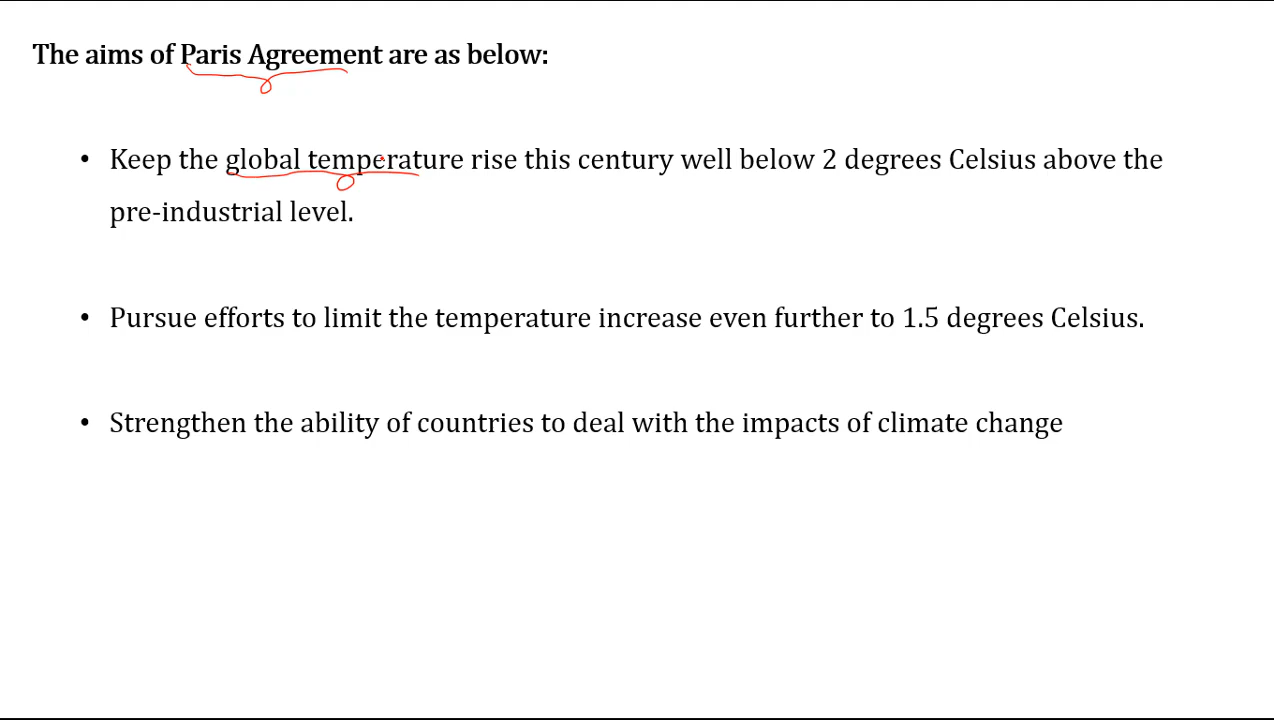 The aims of Paris Agreement are as below:
• Keep the global temperature rise this century well below 2 degrees Celsius above the
pre-industrial level.
• Pursue efforts to limit the temperature increase even further to 1.5 degrees Celsius.
• Strengthen the ability of countries to deal with the impacts of climate change